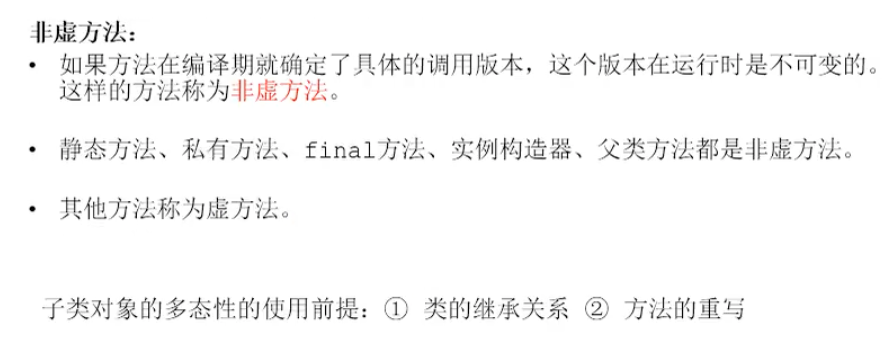 非虚方法:
• 如果方法在编译期就确定了具体的调用版本，这个版本在运行时是不可变的。
这样的方法称为非虚方法。
• 静态方法、私有方法、final方法、实例构造器、父类方法都是非虚方法。
• 其他方法称为虚方法。
子类对象的多态性的使用前提：① 类的继承关系 ② 方法的重写